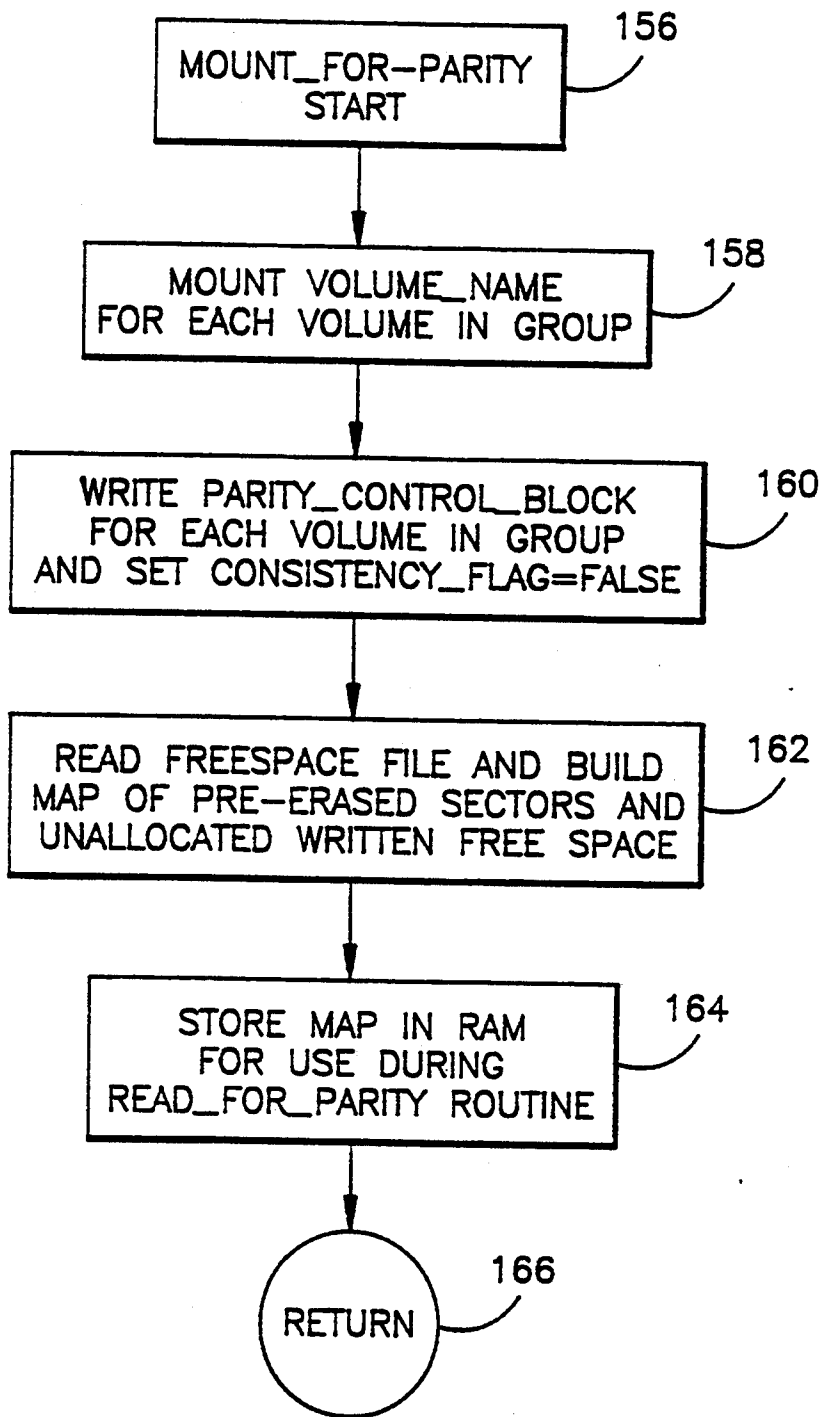 MOUNT_FOR-PARITY
START
156
MOUNT VOLUME_NAME
FOR EACH VOLUME IN GROUP
158
WRITE PARITY_CONTROL_BLOCK
FOR EACH VOLUME IN GROUP
AND SET CONSISTENCY_FLAG=FALSE
160
READ FREESPACE FILE AND BUILD
MAP OF PRE-ERASED SECTORS AND
UNALLOCATED WRITTEN FREE SPACE
162
STORE MAP IN RAM
FOR USE DURING
READ_FOR_PARITY ROUTINE
164
RETURN
166